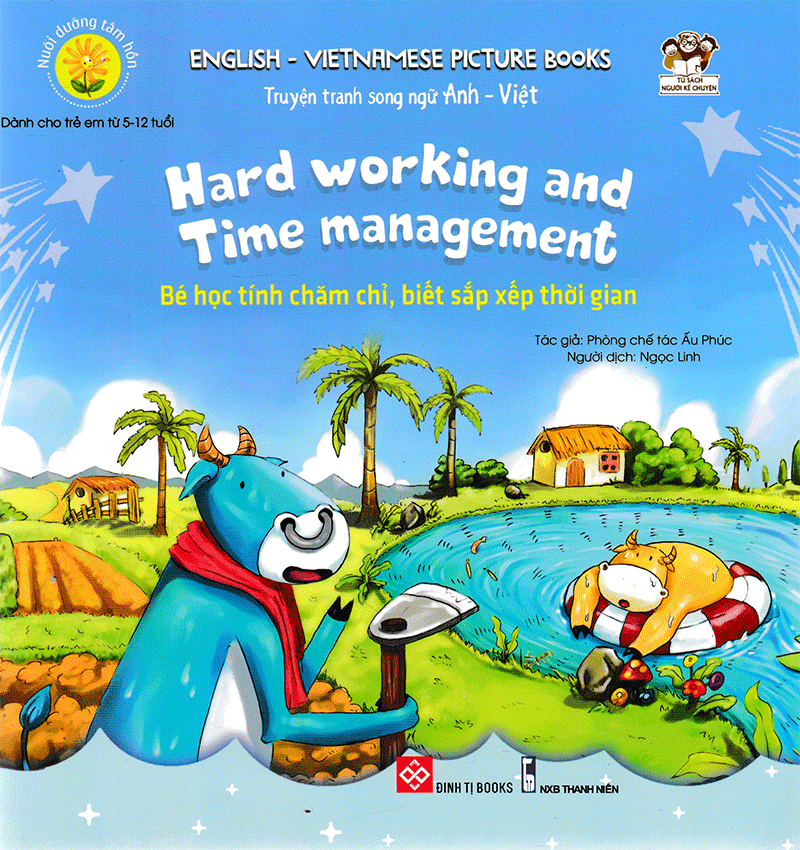 Nuôi dưỡng tâm hồn
ENGLISH - VIETNAMESE PICTURE BOOKS
Truyện tranh song ngữ Anh - Việt
TỦ SÁCH
NGƯỜI KỂ CHUYỆN
Dành cho trẻ em từ 5-12 tuổi
Hard working and
Time management
Bé học tính chăm chỉ, biết sắp xếp thời gian
Tác giả: Phòng chế tác Ấu Phúc
Người dịch: Ngọc Linh
ĐINH TỊ BOOKS
NXB THANH NIÊN